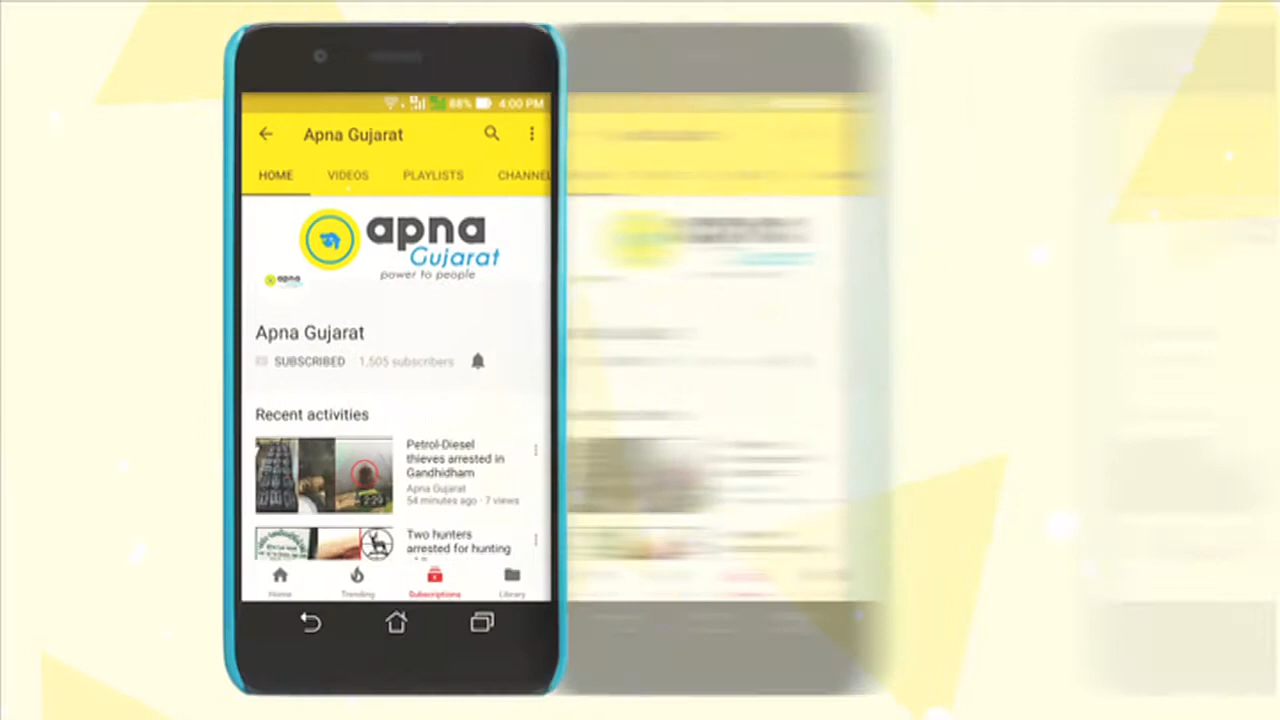 88% 4:00 PM
Apna Gujarat
HOME VIDEOS PLAYLISTS CHANNEL
apna
Gujarat
power to people
apna
Apna Gujarat
SUBSCRIBED 1,505 subscribers
Recent activities
Petrol-Diesel
thieves arrested in
Gandhidham
Apna Gujarat
54 minutes ago · 7 views
Two hunters
arrested for hunting
Home Trending Subscriptions Library